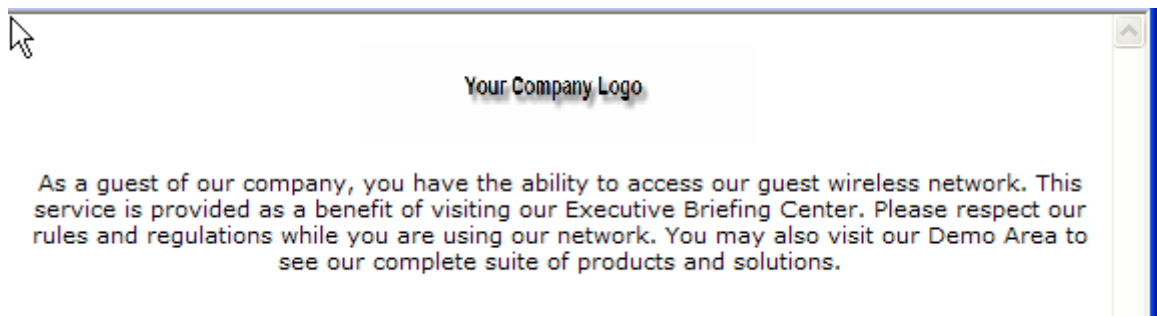 Your Company Logo
As a guest of our company, you have the ability to access our guest wireless network. This
service is provided as a benefit of visiting our Executive Briefing Center. Please respect our
rules and regulations while you are using our network. You may also visit our Demo Area to
see our complete suite of products and solutions.